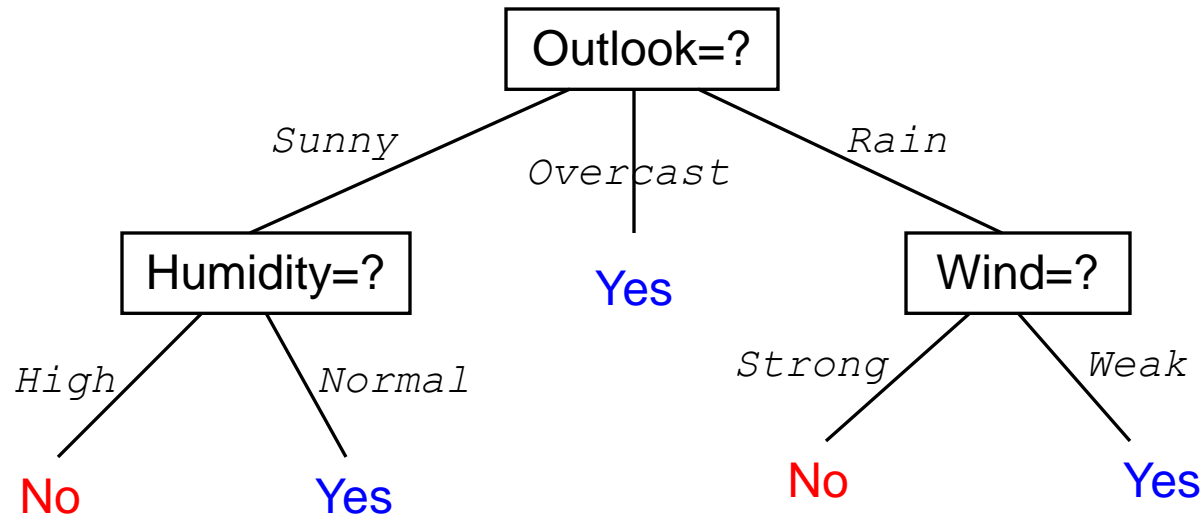 Outlook=?
Sunny
Overcast
Rain
Humidity=?
Yes
Wind=?
High
Normal
Strong
Weak
No
Yes
No
Yes